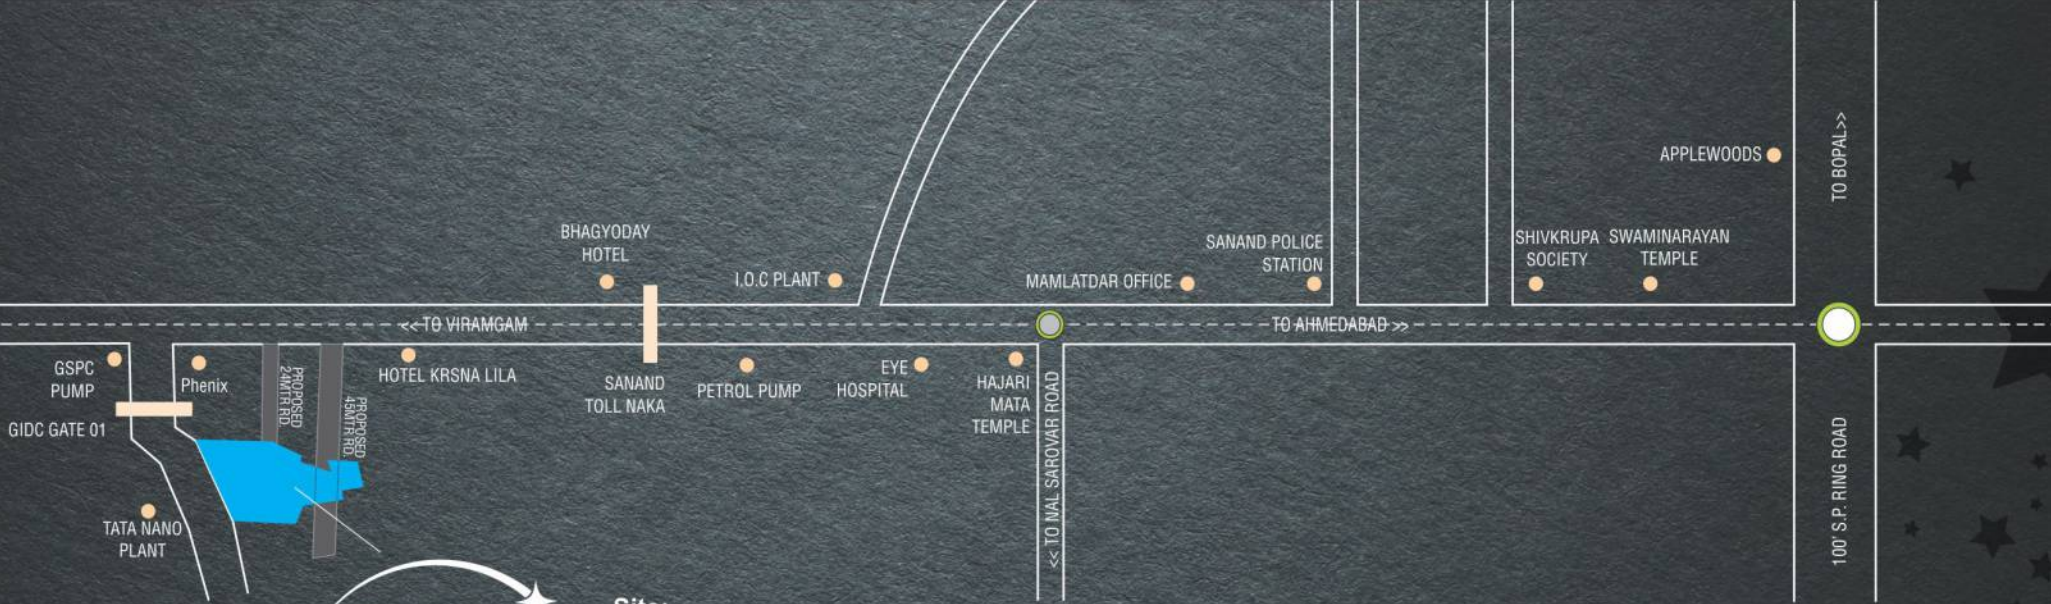 APPLEWOODS
TO BOPAL>>
BHAGYODAY
HOTEL
I.O.C PLANT
MAMLATDAR OFFICE
SANAND POLICE
STATION
SHIVKRUPA
SOCIETY
SWAMINARAYAN
TEMPLE
<< TO VIRAMGAM
TO AHMEDABAD >>
GSPC
PUMP
Phenix
GIDC GATE 01
PROPOSED
24MTR RD.
PROPOSED
45MTR RD.
HOTEL KRSNA LILA
SANAND
TOLL NAKA
PETROL PUMP
EYE
HOSPITAL
HAJARI
MATA
TEMPLE
<< TO NAL SAROVAR ROAD
100' S.P. RING ROAD
TATA NANO
PLANT